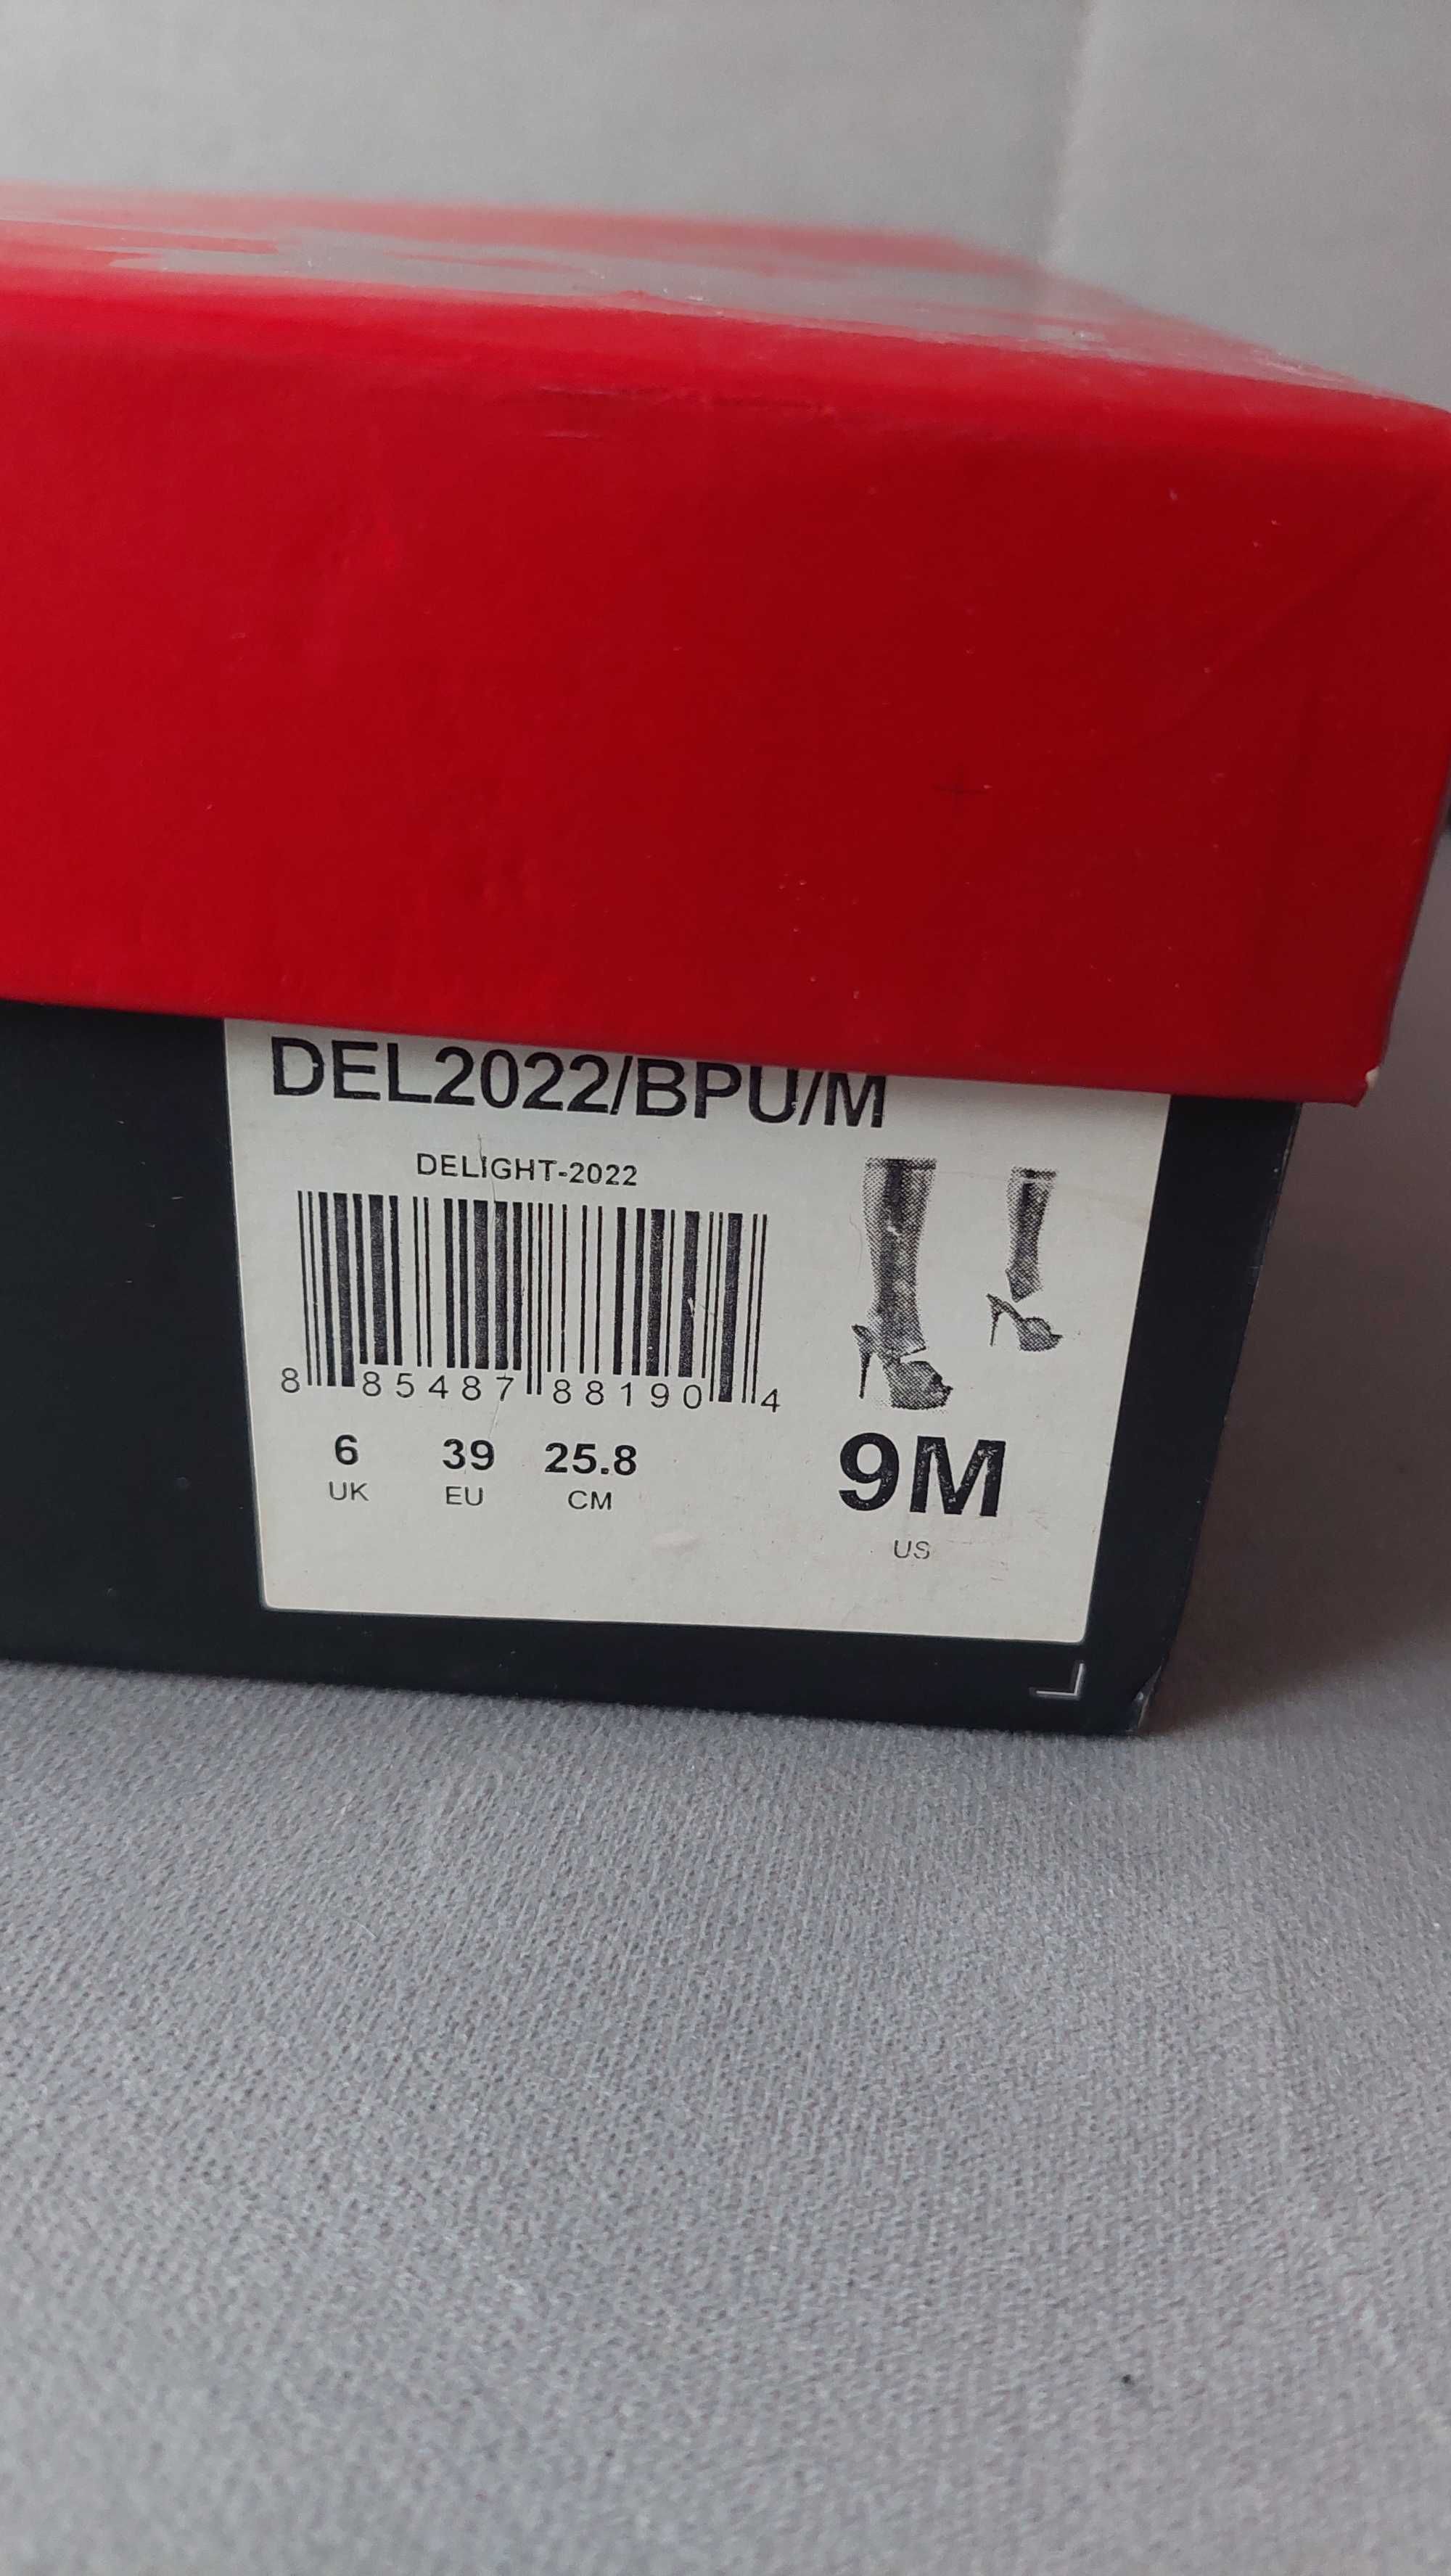 DEL2022/BPU/M
DELIGHT-2022
8 85487 88190 4
6 39 25.8
UK EU CM
9M
US